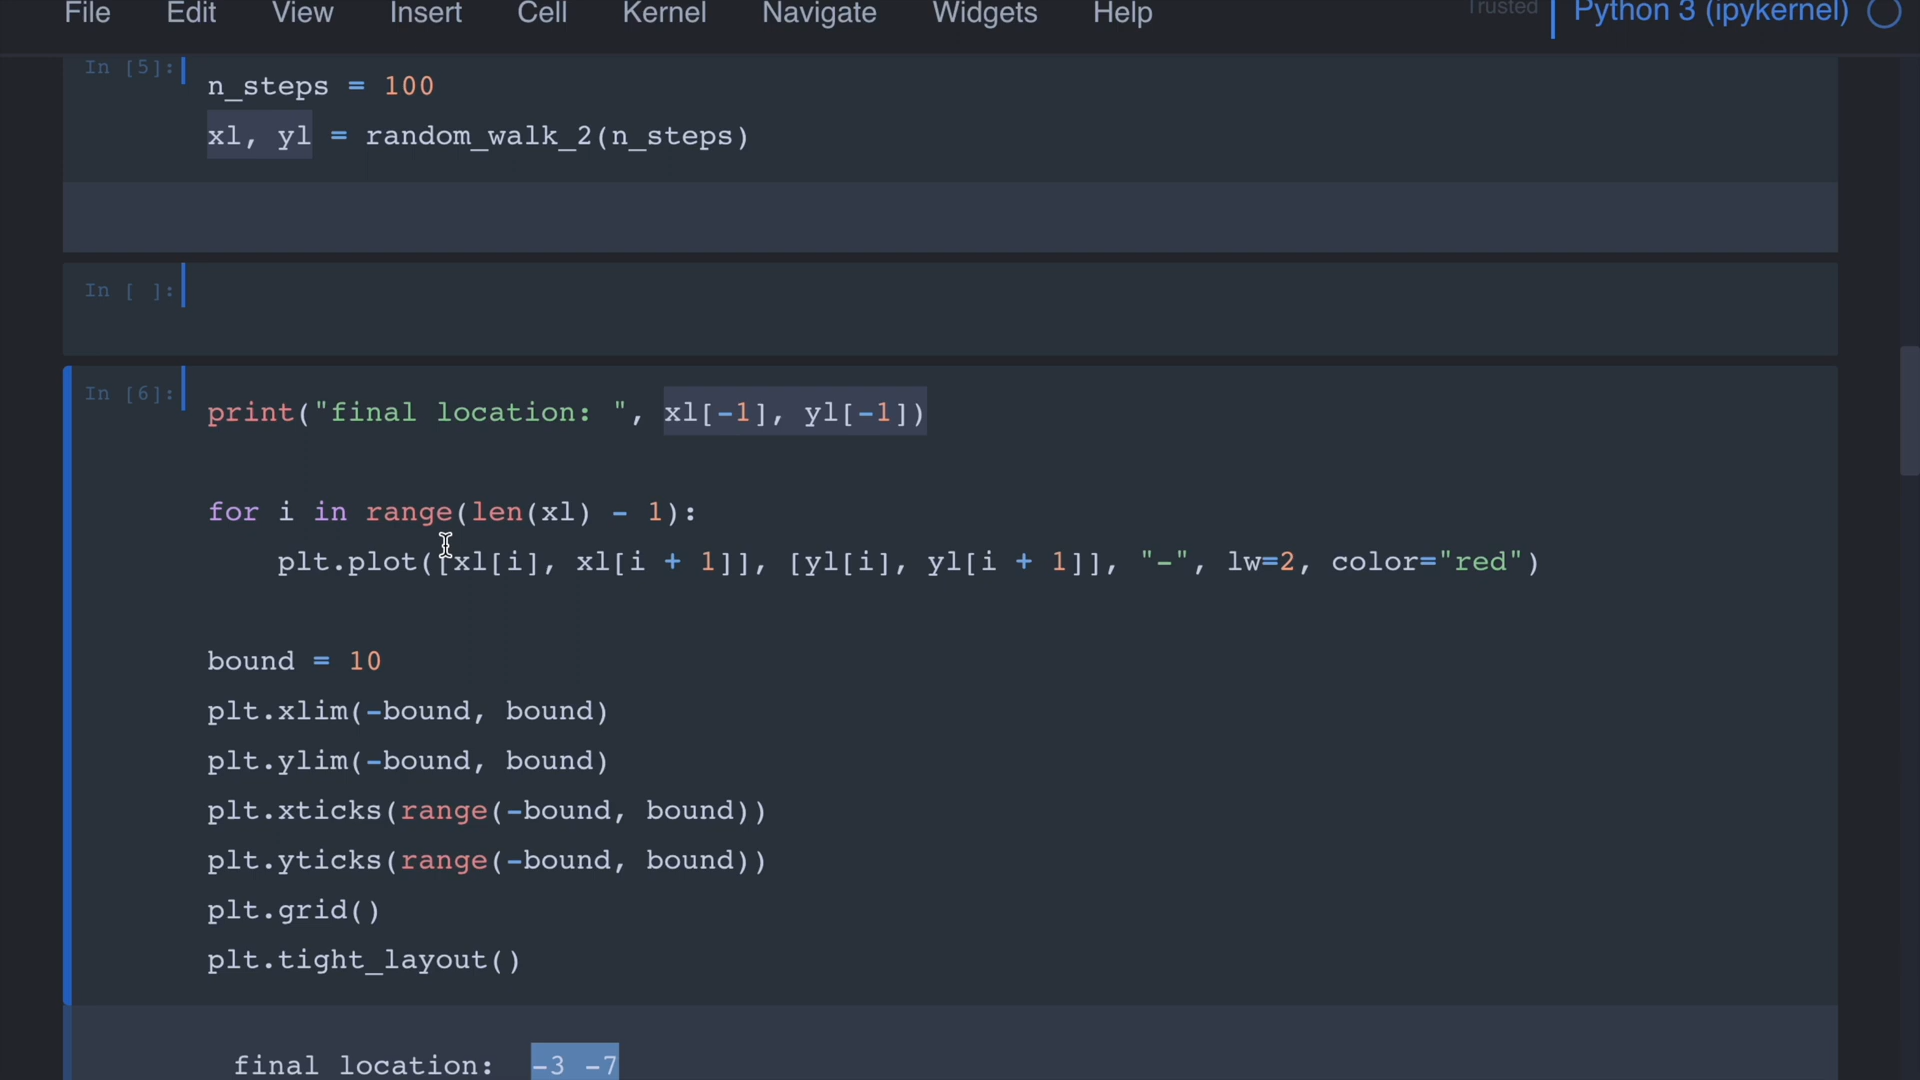 File Edit View Insert Cell Kernel Navigate Widgets Help Trusted Python 3 (ipykernel)
In [5]:
n_steps = 100
xl, yl = random_walk_2(n_steps)
In [ ]:
In [6]:
print("final location: ", xl[-1], yl[-1])
for i in range(len(xl) - 1):
    plt.plot([xl[i], xl[i + 1]], [yl[i], yl[i + 1]], "-", lw=2, color="red")
bound = 10
plt.xlim(-bound, bound)
plt.ylim(-bound, bound)
plt.xticks(range(-bound, bound))
plt.yticks(range(-bound, bound))
plt.grid()
plt.tight_layout()
final location:  -3 -7